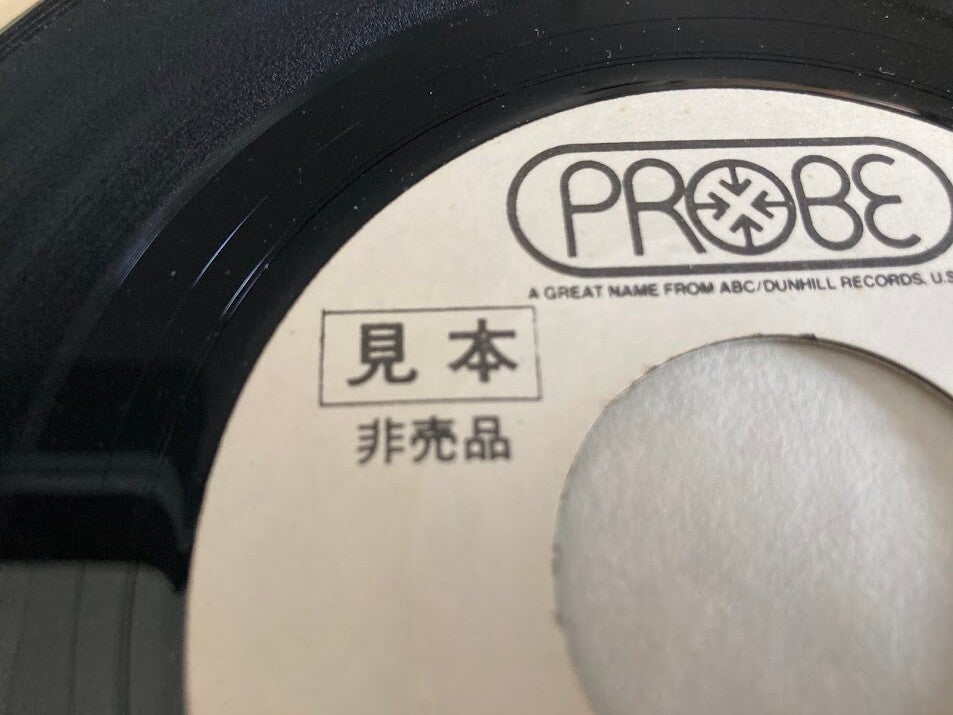 PROBE
A GREAT NAME FROM ABC/DUNHILL RECORDS. U.S
見本
非売品